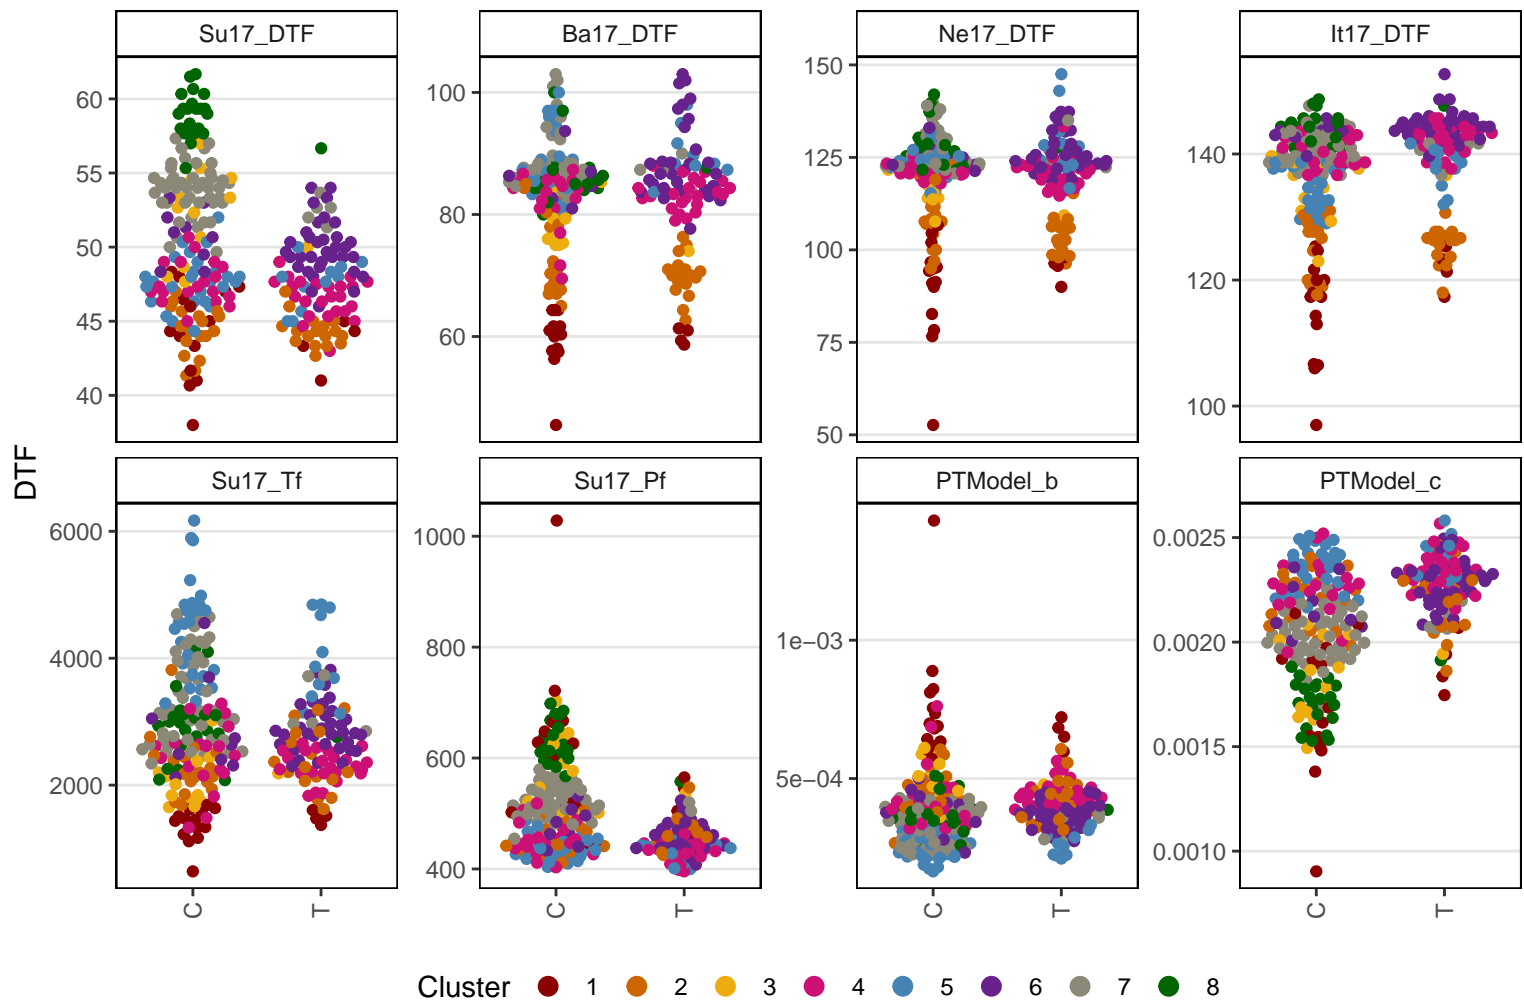 Su17_DTF
Ba17_DTF
Ne17_DTF
It17_DTF
60
55
50
45
40
100
80
60
150
125
100
75
50
140
120
100
DTF
Su17_Tf
Su17_Pf
PTModel_b
PTModel_c
6000
4000
2000
1000
800
600
400
1e−03
5e−04
0.0025
0.0020
0.0015
0.0010
C
T
C
T
C
T
C
T
Cluster 1 2 3 4 5 6 7 8